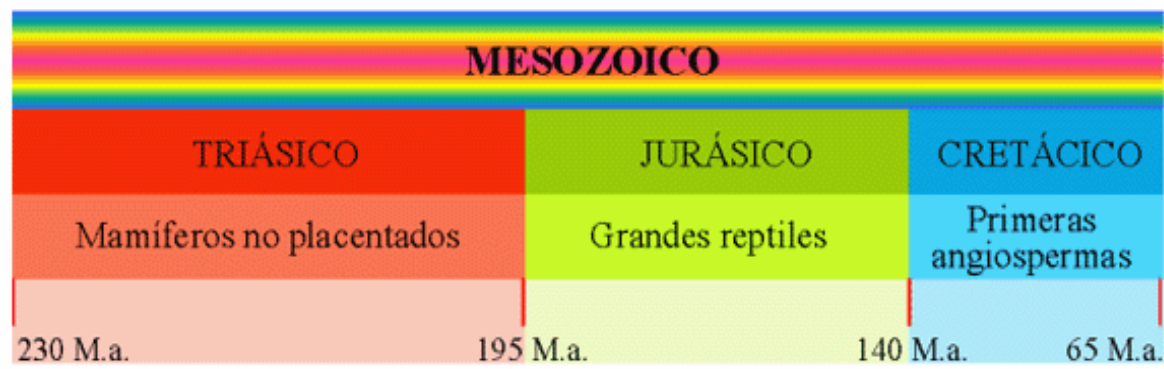 MESOZOICO
TRIÁSICO JURÁSICO CRETÁCICO
Mamíferos no placentados Grandes reptiles Primeras
angiospermas
230 M.a. 195 M.a. 140 M.a. 65 M.a.